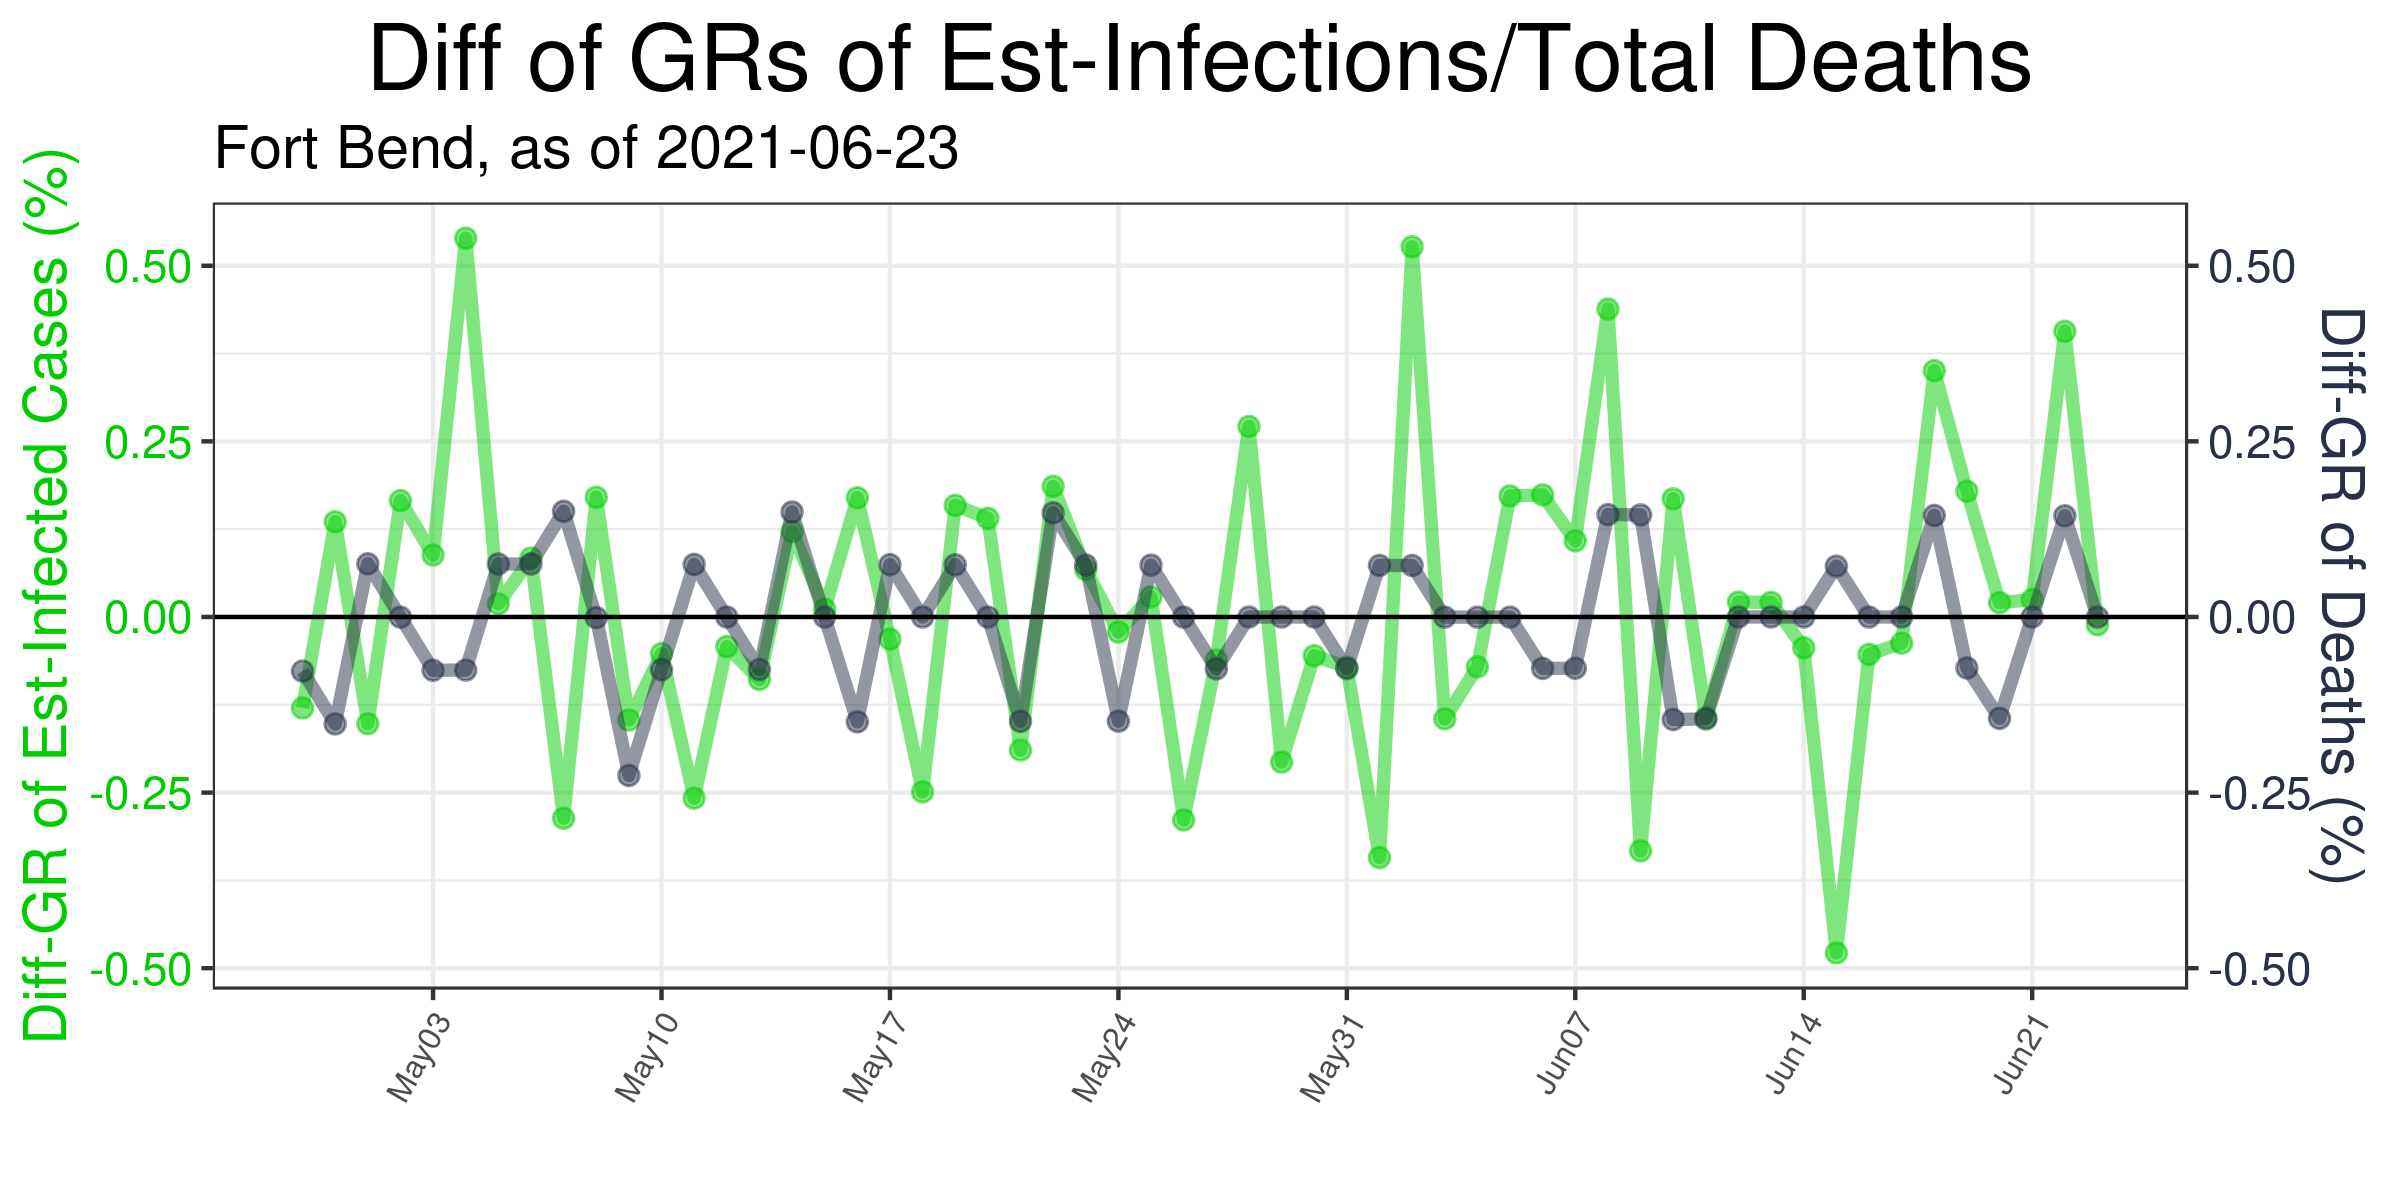 Diff of GRs of Est-Infections/Total Deaths
Fort Bend, as of 2021-06-23
Diff-GR of Est-Infected Cases (%)
0.50
0.25
0.00
-0.25
-0.50
0.50
0.25
0.00
-0.25
-0.50
Diff-GR of Deaths (%)
May03
May10
May17
May24
May31
Jun07
Jun14
Jun21